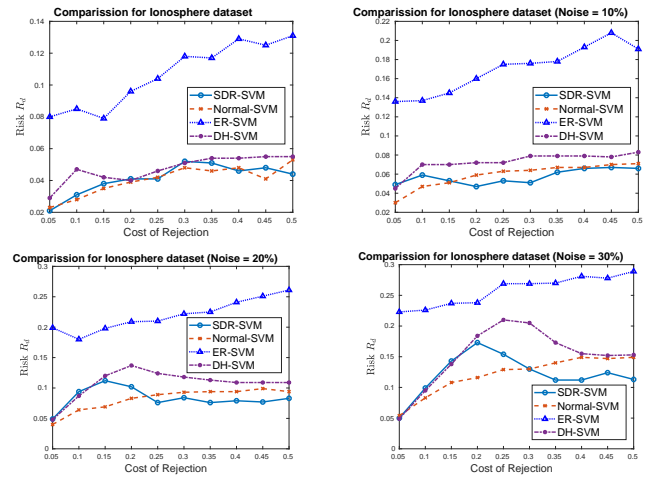 Comparission for Ionosphere dataset
0.14
0.12
0.1
0.08
0.06
0.04
0.02
Risk R_d
SDR-SVM
Normal-SVM
ER-SVM
DH-SVM
0.05 0.1 0.15 0.2 0.25 0.3 0.35 0.4 0.45 0.5
Cost of Rejection
Comparission for Ionosphere dataset (Noise = 10%)
0.22
0.2
0.18
0.16
0.14
0.12
0.1
0.08
0.06
0.04
0.02
Risk R_d
SDR-SVM
Normal-SVM
ER-SVM
DH-SVM
0.05 0.1 0.15 0.2 0.25 0.3 0.35 0.4 0.45 0.5
Cost of Rejection
Comparission for Ionosphere dataset (Noise = 20%)
0.3
0.25
0.2
0.15
0.1
0.05
0
Risk R_d
SDR-SVM
Normal-SVM
ER-SVM
DH-SVM
0.05 0.1 0.15 0.2 0.25 0.3 0.35 0.4 0.45 0.5
Cost of Rejection
Comparission for Ionosphere dataset (Noise = 30%)
0.3
0.25
0.2
0.15
0.1
0.05
0
Risk R_d
SDR-SVM
Normal-SVM
ER-SVM
DH-SVM
0.05 0.1 0.15 0.2 0.25 0.3 0.35 0.4 0.45 0.5
Cost of Rejection